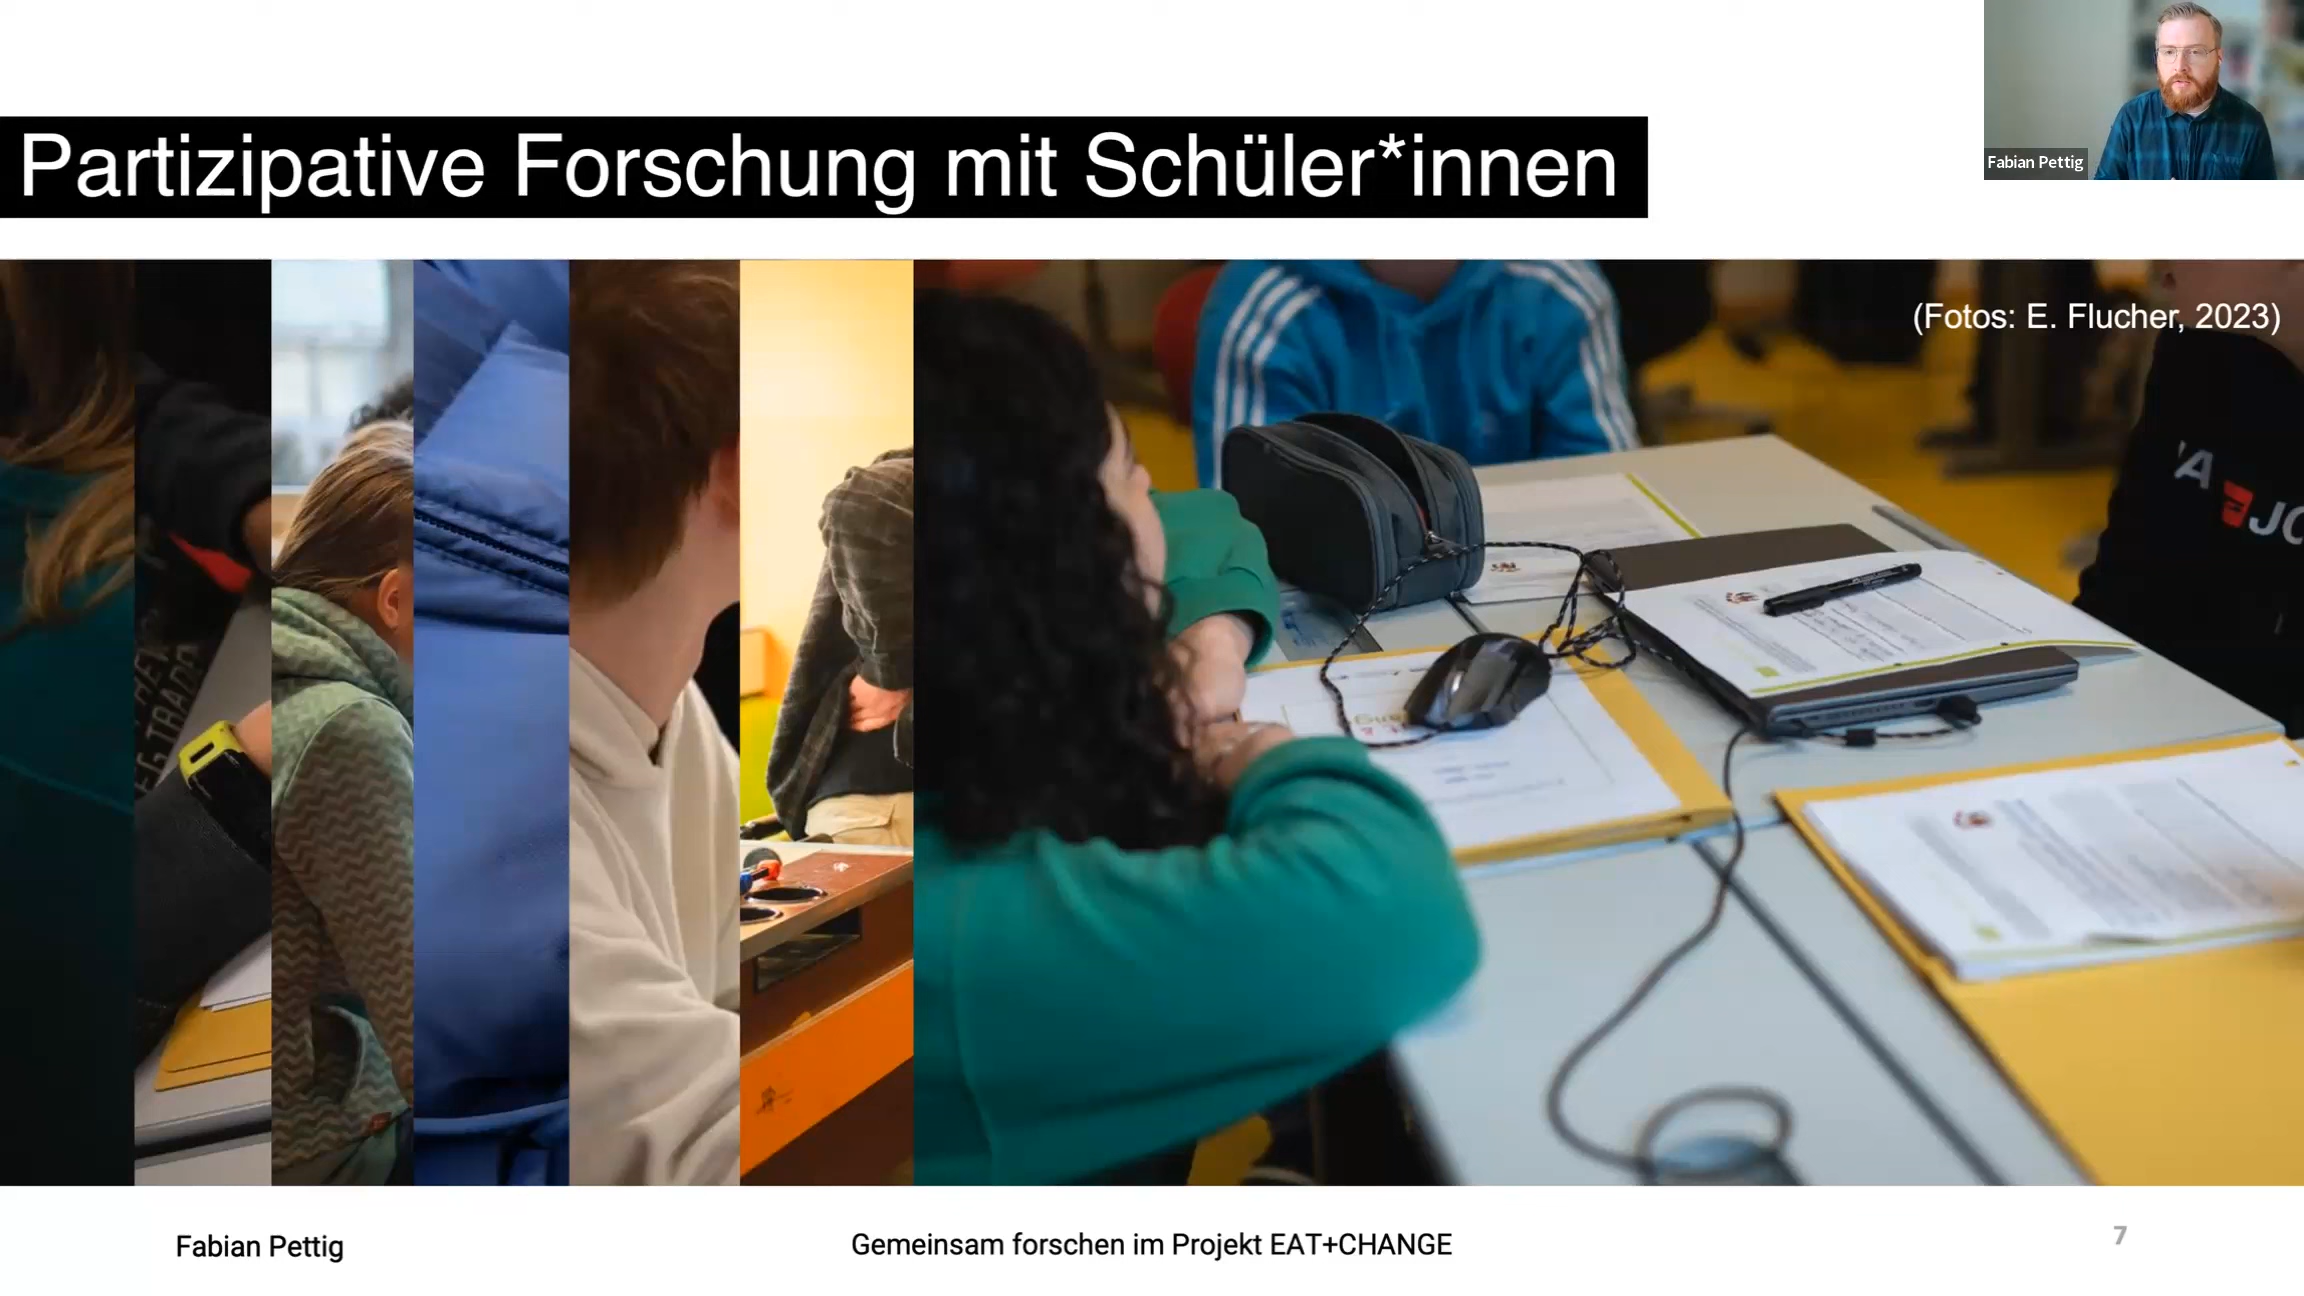 Partizipative Forschung mit Schüler*innen
Fabian Pettig
(Fotos: E. Flucher, 2023)
Fabian Pettig
Gemeinsam forschen im Projekt EAT+CHANGE
7